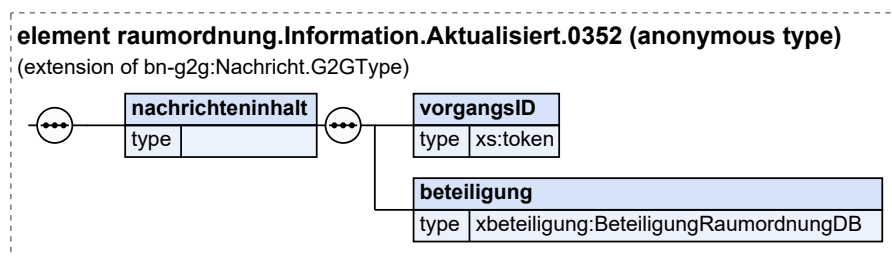 element raumordnung.Information.Aktualisiert.0352 (anonymous type)
(extension of bn-g2g:Nachricht.G2GType)
nachrichteninhalt
type
vorgangsID
type xs:token
beteiligung
type xbeteiligung:BeteiligungRaumordnungDB